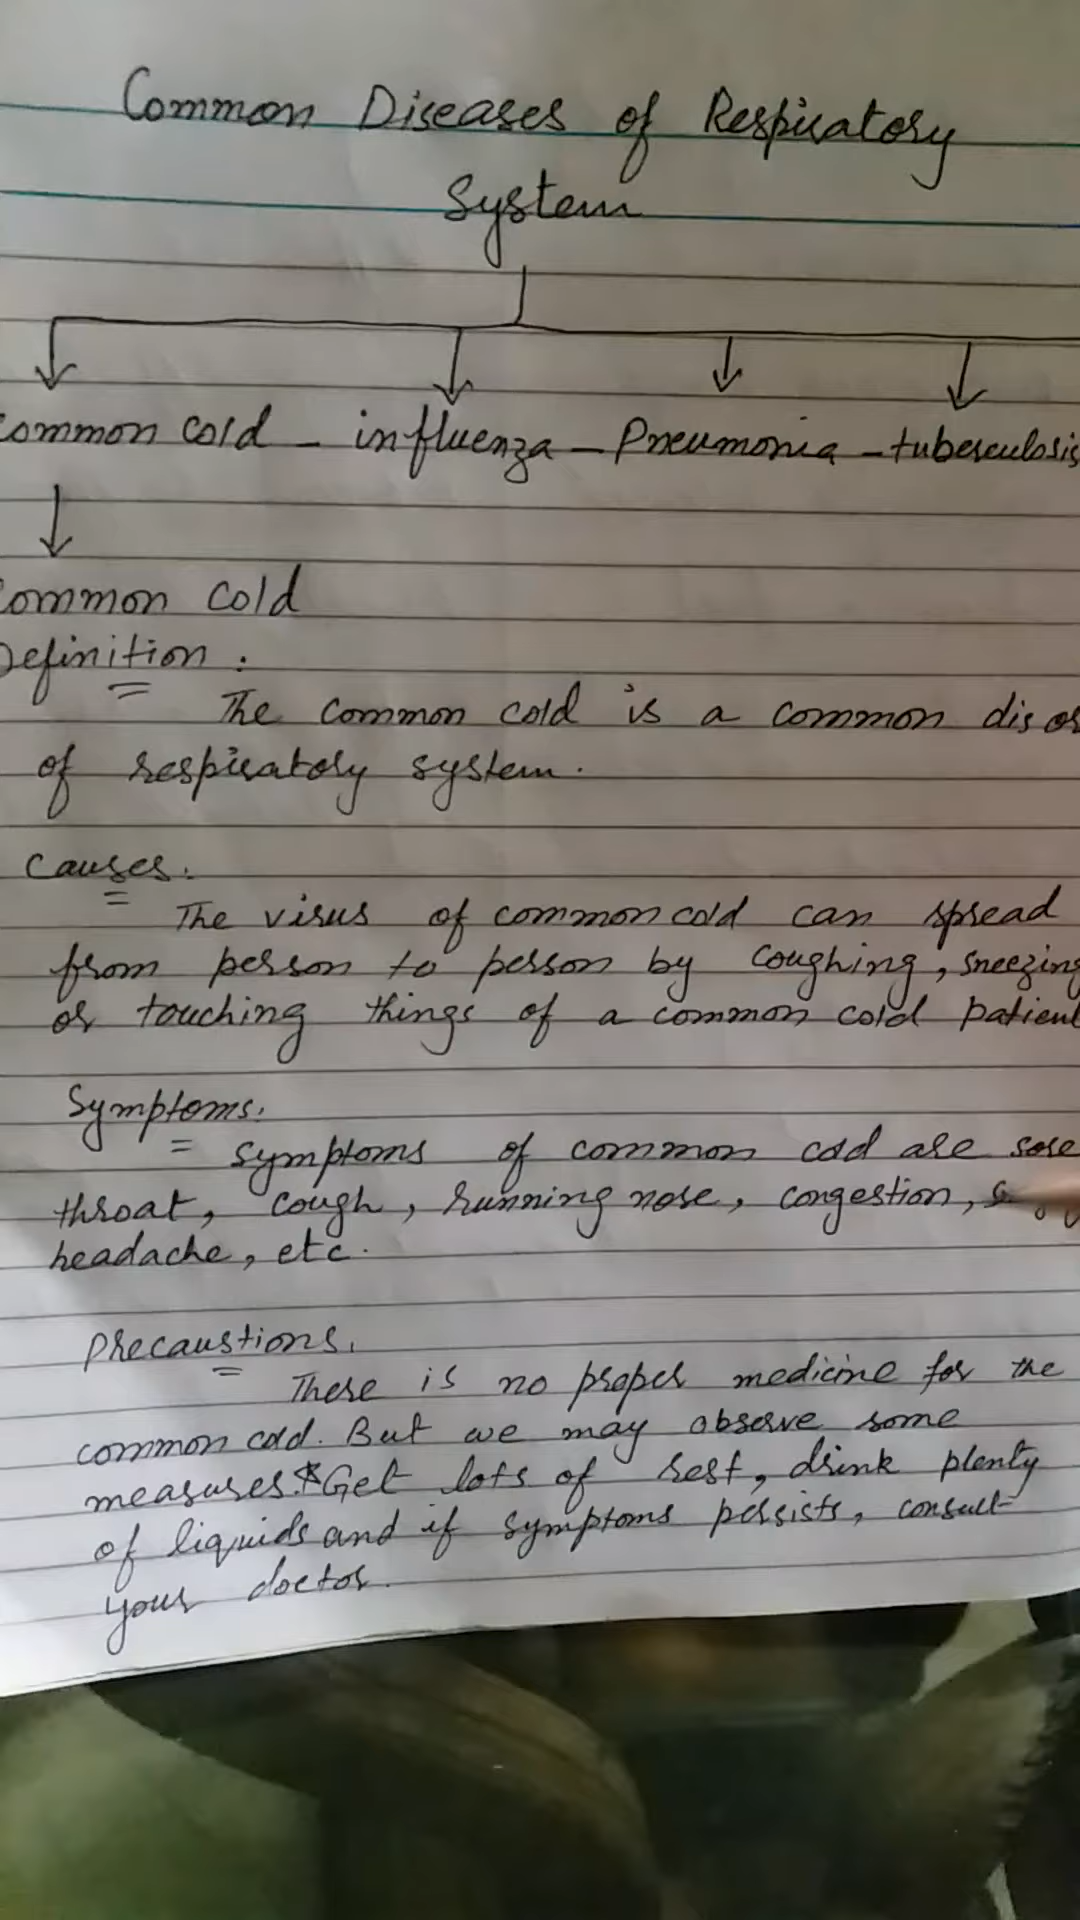 Common Diseases of Respiratory
System
Common cold - influenza - Pneumonia - tuberculosis
Common Cold
Definition :
The common cold is a common
of respiratory system.
Causes.
The virus of common cold can spread
from person to person by coughing, sneezing
or touching things of a common cold patient
Symptoms.
symptoms of common cold are sore
throat, cough, running nose, congestion,
headache, etc.
Precaustions.
There is no proper medicine for the
common cold. But we may observe some
measures.*Get lots of rest, drink plenty
of liquids and if symptoms persists, consult
your doctor.